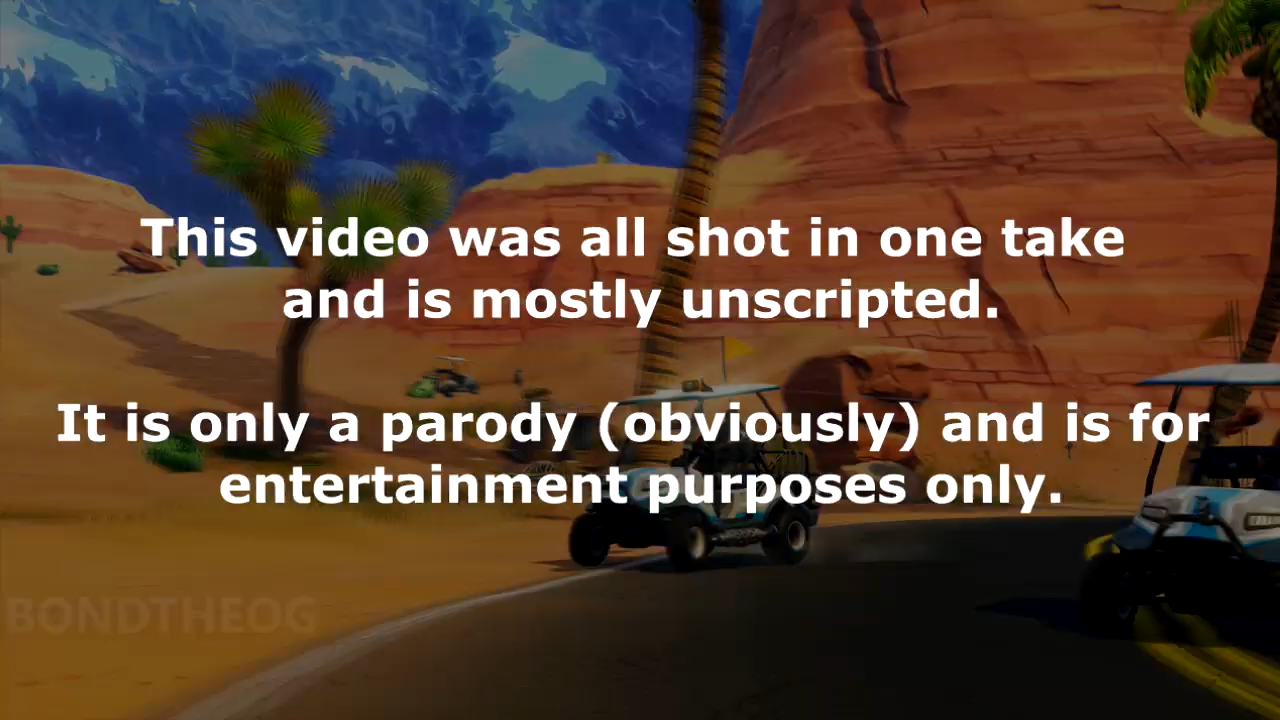 This video was all shot in one take
and is mostly unscripted.
It is only a parody (obviously) and is for
entertainment purposes only.
BONDTHEOG